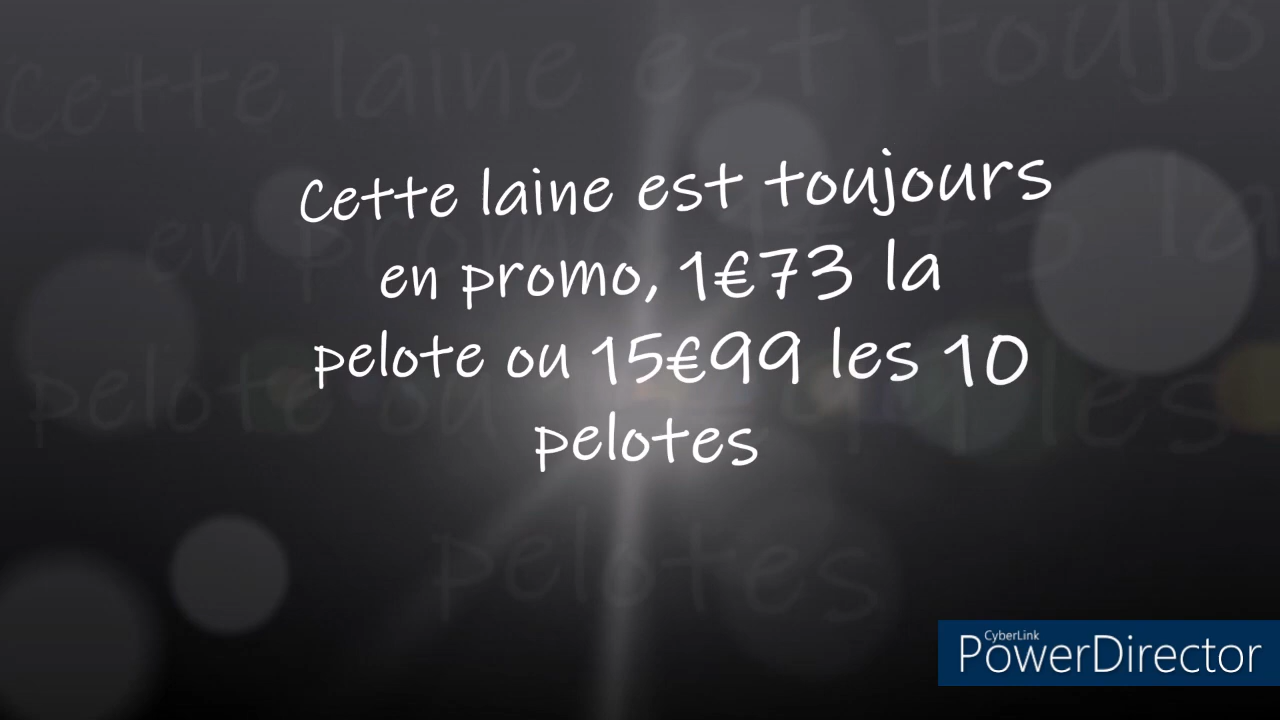 Cette laine est toujours
en promo, 1€73 la
pelote ou 15€99 les 10
pelotes
CyberLink
PowerDirector